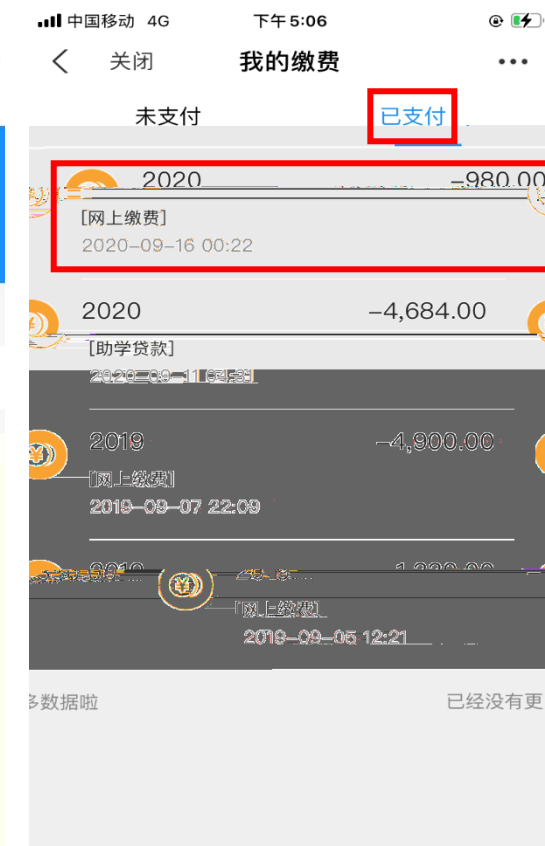 中国移动 4G 下午5:06
关闭 我的缴费
未支付 已支付
2020 -980.00
[网上缴费]
2020-09-16 00:22
2020 -4,684.00
[助学贷款]
2020-09-11
2019 -4,900.00
[网上缴费]
2019-09-07 22:09
[网上缴费]
2019-09-05 12:21
多数据啦 已经没有更